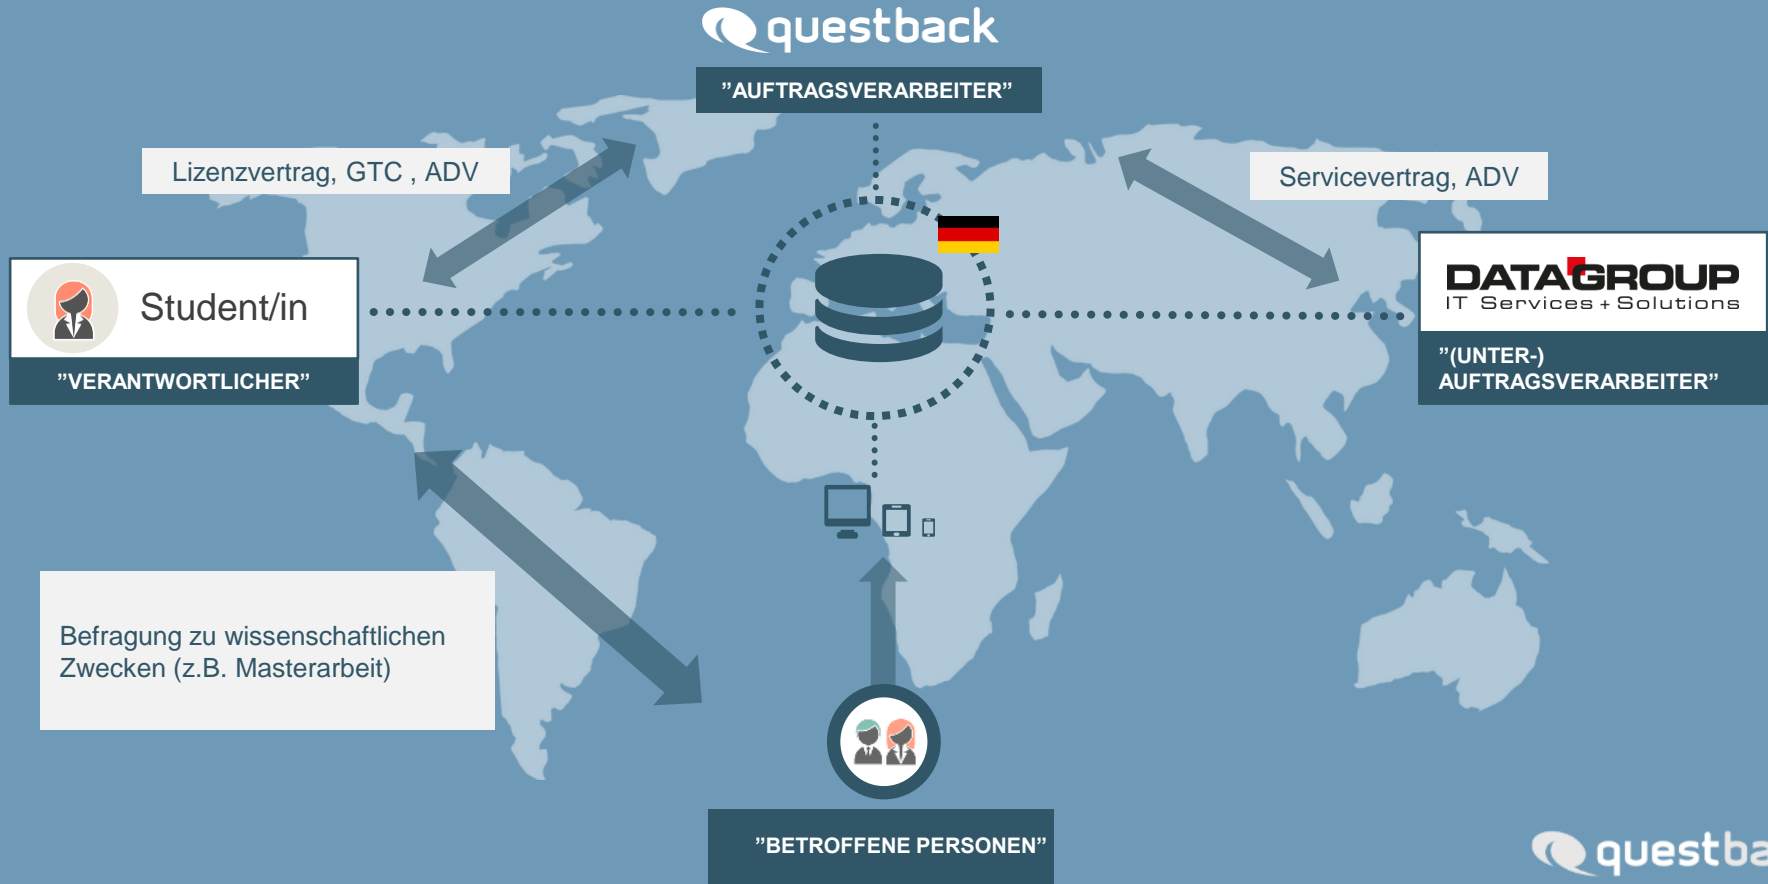 questback
”AUFTRAGSVERARBEITER”
Lizenzvertrag, GTC , ADV
Servicevertrag, ADV
Student/in
”VERANTWORTLICHER”
DATAGROUP
IT Services + Solutions
”(UNTER-)
AUFTRAGSVERARBEITER”
Befragung zu wissenschaftlichen
Zwecken (z.B. Masterarbeit)
”BETROFFENE PERSONEN”
questba